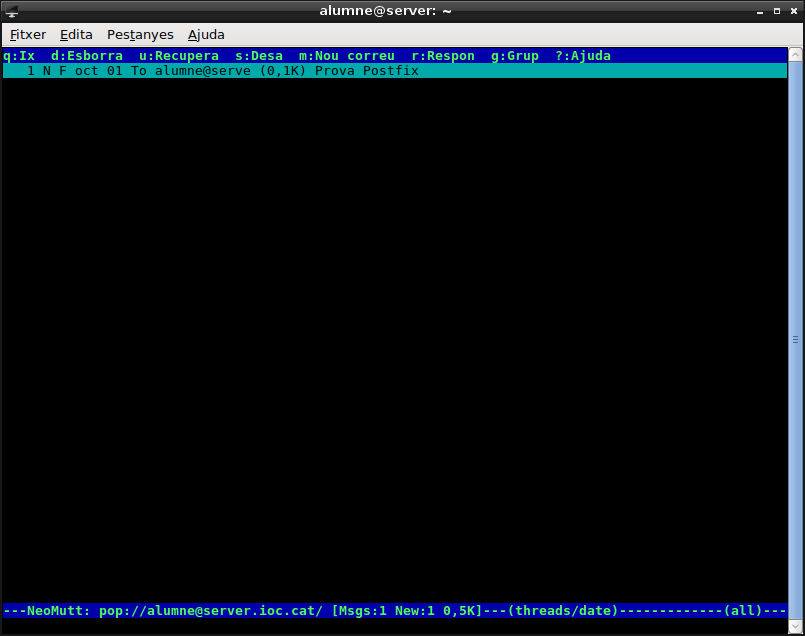 alumne@server: ~
Fitxer Edita Pestanyes Ajuda
q:Ix d:Esborra u:Recupera s:Desa m:Nou correu r:Respon g:Grup ?:Ajuda
1 N F oct 01 To alumne@serve (0,1K) Prova Postfix
---NeoMutt: pop://alumne@server.ioc.cat/ [Msgs:1 New:1 0,5K]---(threads/date)-------------(all)---